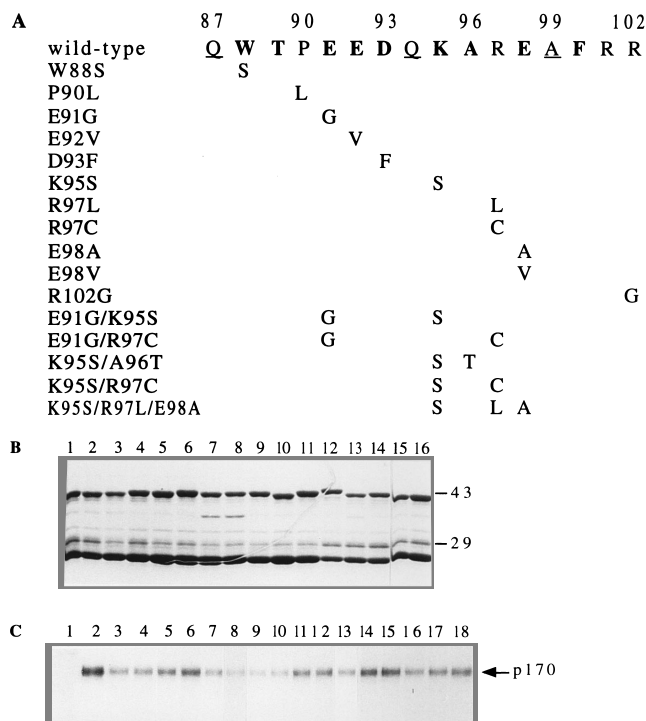 A 87 90 93 96 99 102
wild-type Q W T P E E D Q K A R E A F R R
W88S S
P90L L
E91G G
E92V V
D93F F
K95S S
R97L L
R97C C
E98A A
E98V V
R102G G
E91G/K95S G S
E91G/R97C G C
K95S/A96T S T
K95S/R97C S C
K95S/R97L/E98A S L A
B 1 2 3 4 5 6 7 8 9 10 11 12 13 14 15 16
–43
–29
C 1 2 3 4 5 6 7 8 9 10 11 12 13 14 15 16 17 18
p170